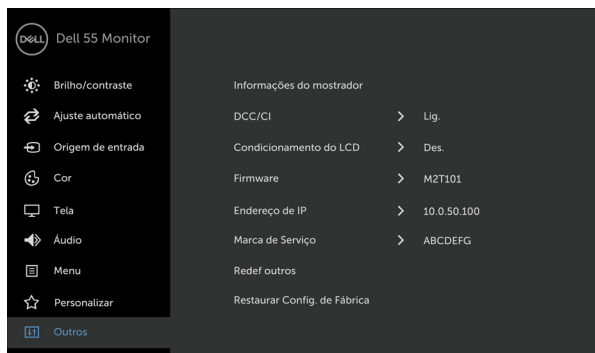 DELL Dell 55 Monitor
Brilho/contraste
Ajuste automático
Origem de entrada
Cor
Tela
Áudio
Menu
Personalizar
Outros
Informações do mostrador
DCC/CI > Lig.
Condicionamento do LCD > Des.
Firmware > M2T101
Endereço de IP > 10.0.50.100
Marca de Serviço > ABCDEFG
Redef outros
Restaurar Config. de Fábrica